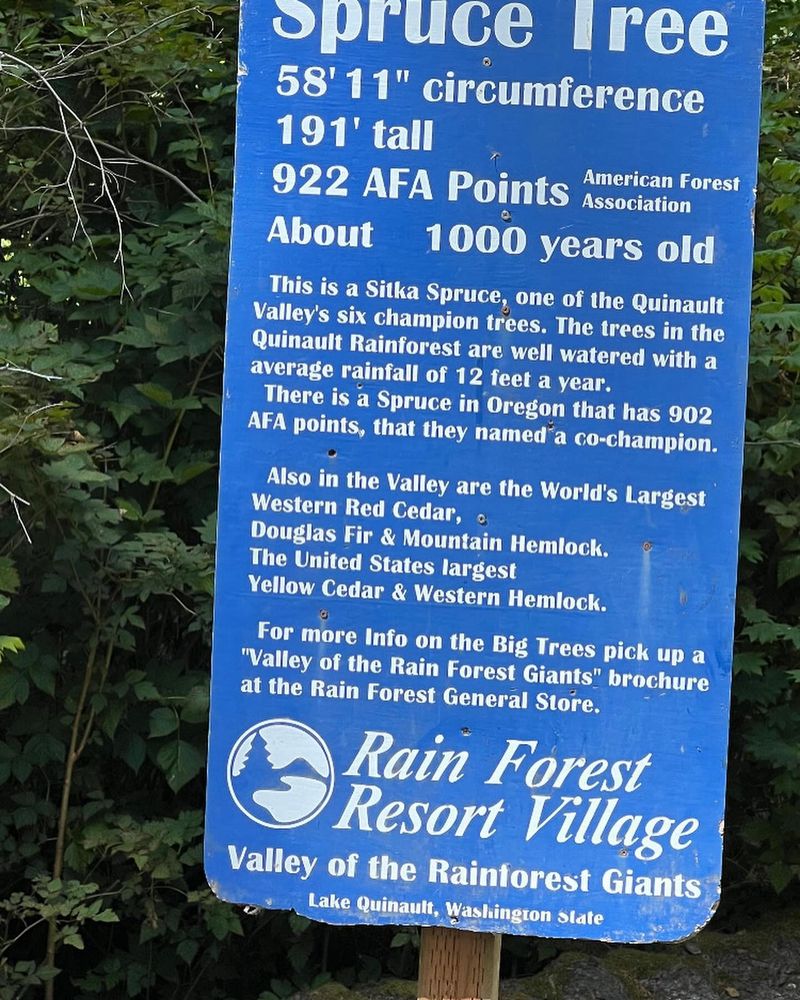 Spruce Tree
58' 11" circumference
191' tall
922 AFA Points American Forest Association
About 1000 years old
This is a Sitka Spruce, one of the Quinault
Valley's six champion trees. The trees in the
Quinault Rainforest are well watered with a
average rainfall of 12 feet a year.
There is a Spruce in Oregon that has 902
AFA points, that they named a co-champion.
Also in the Valley are the World's Largest
Western Red Cedar,
Douglas Fir & Mountain Hemlock.
The United States largest
Yellow Cedar & Western Hemlock.
For more Info on the Big Trees pick up a
"Valley of the Rain Forest Giants" brochure
at the Rain Forest General Store.
Rain Forest
Resort Village
Valley of the Rainforest Giants
Lake Quinault, Washington State